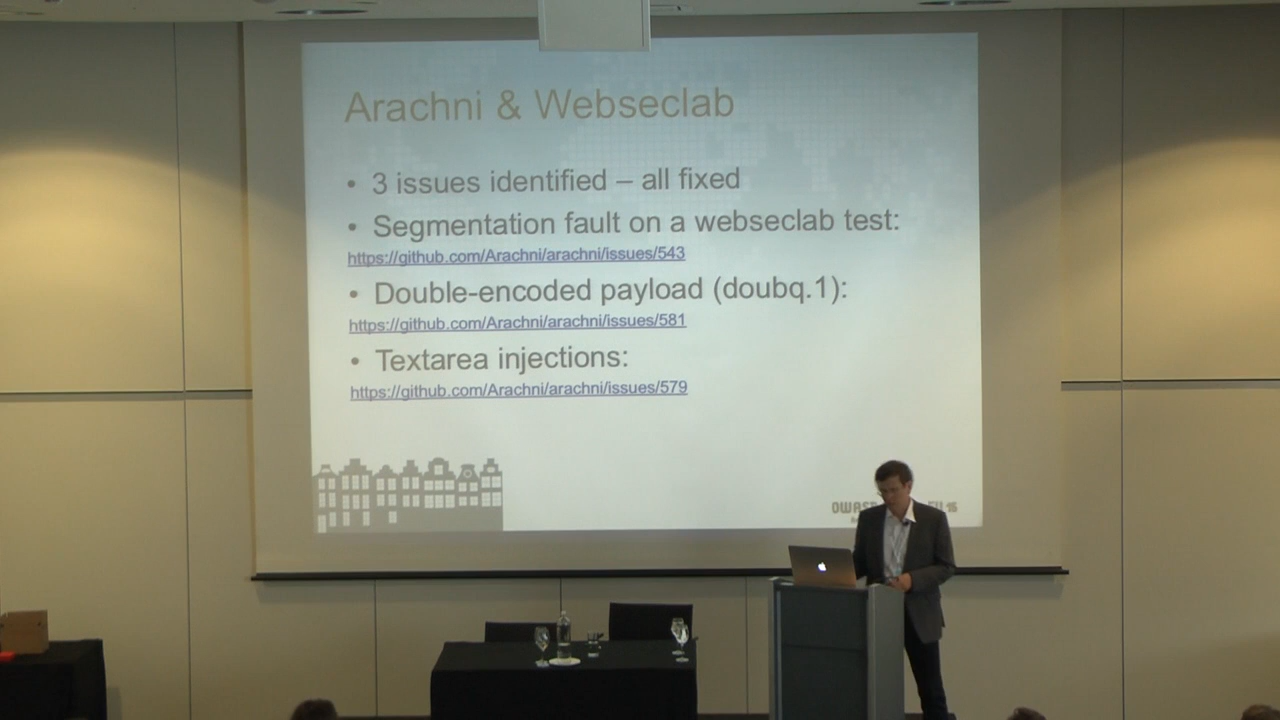 Arachni & Webseclab
• 3 issues identified – all fixed
• Segmentation fault on a webseclab test:
https://github.com/Arachni/arachni/issues/543
• Double-encoded payload (doubq.1):
https://github.com/Arachni/arachni/issues/581
• Textarea injections:
https://github.com/Arachni/arachni/issues/579